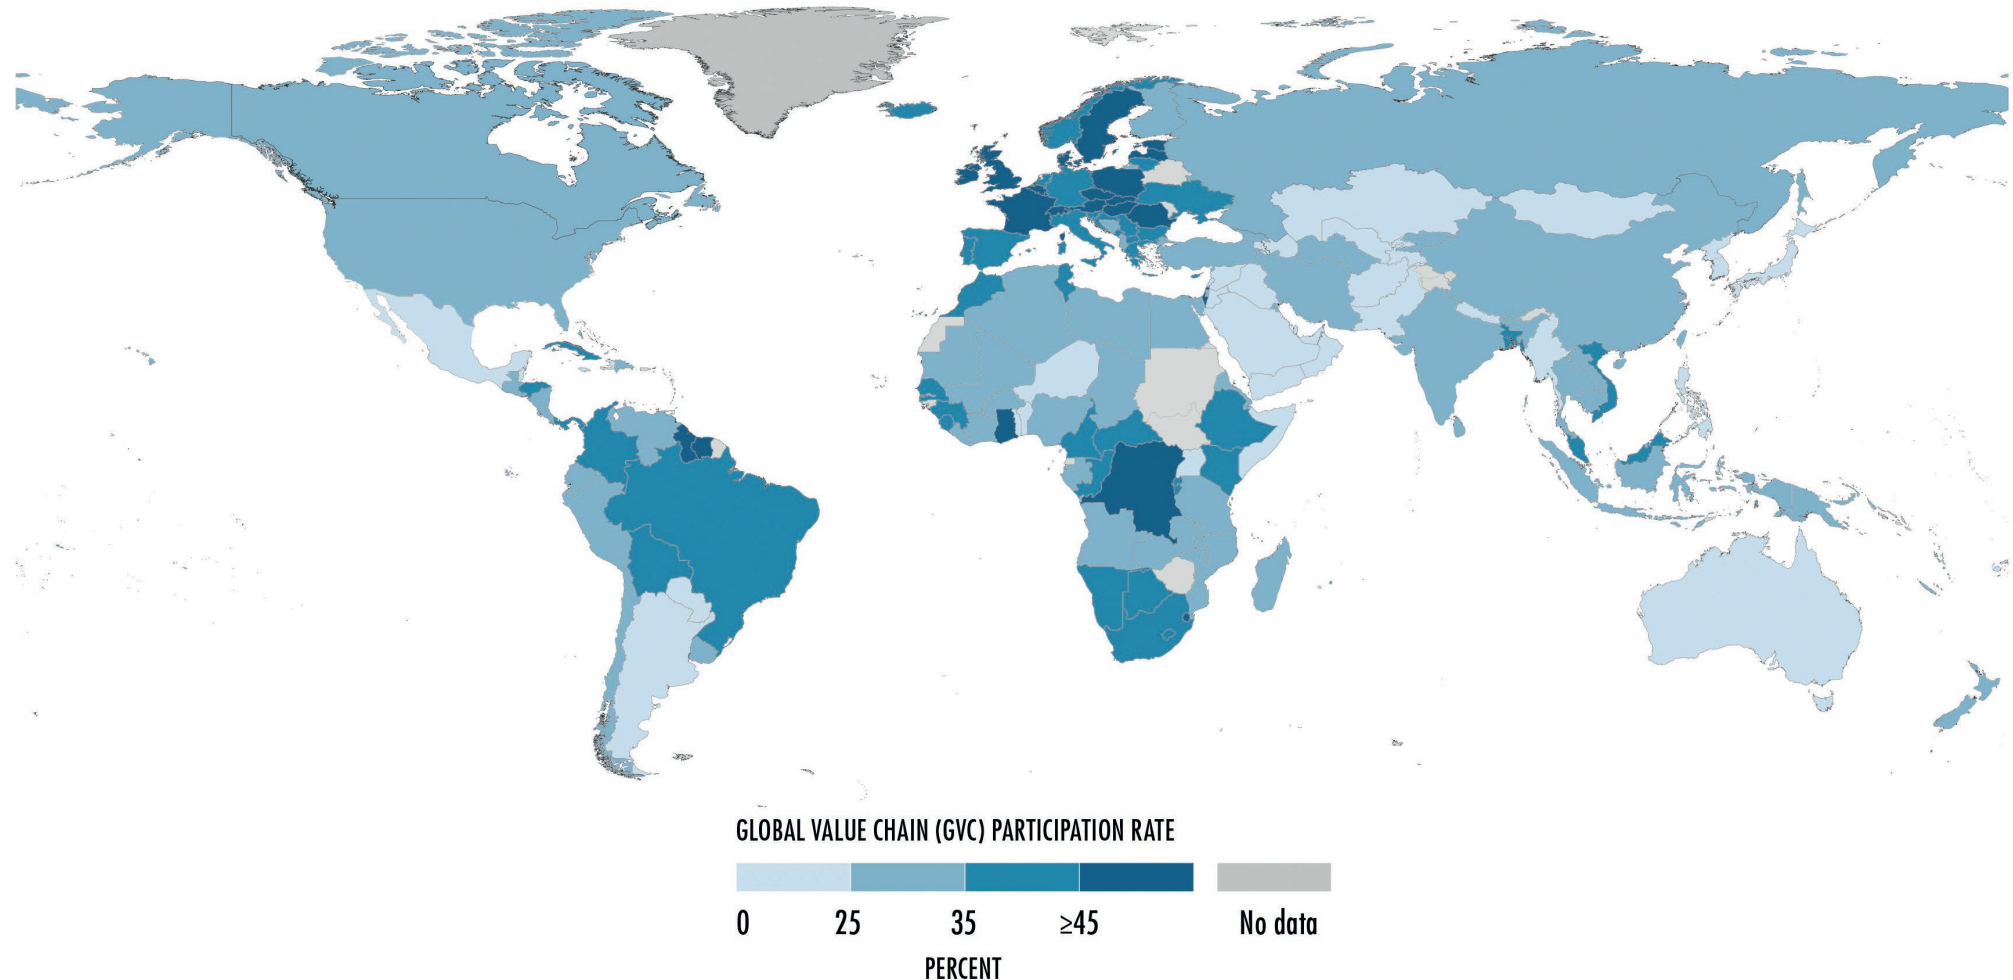 GLOBAL VALUE CHAIN (GVC) PARTICIPATION RATE
0 25 35 ≥45 No data
PERCENT